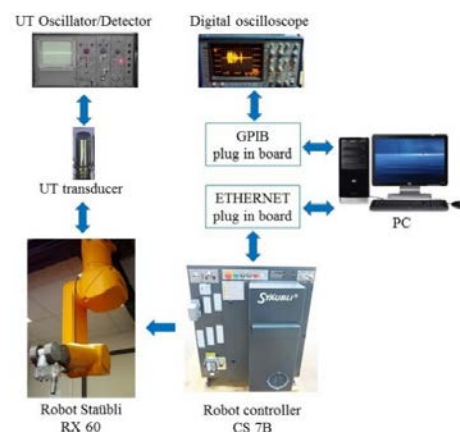 UT Oscillator/Detector
Digital oscilloscope
GPIB
plug in board
UT transducer
ETHERNET
plug in board
PC
STÄUBLI
Robot Staübli
RX 60
Robot controller
CS 7B